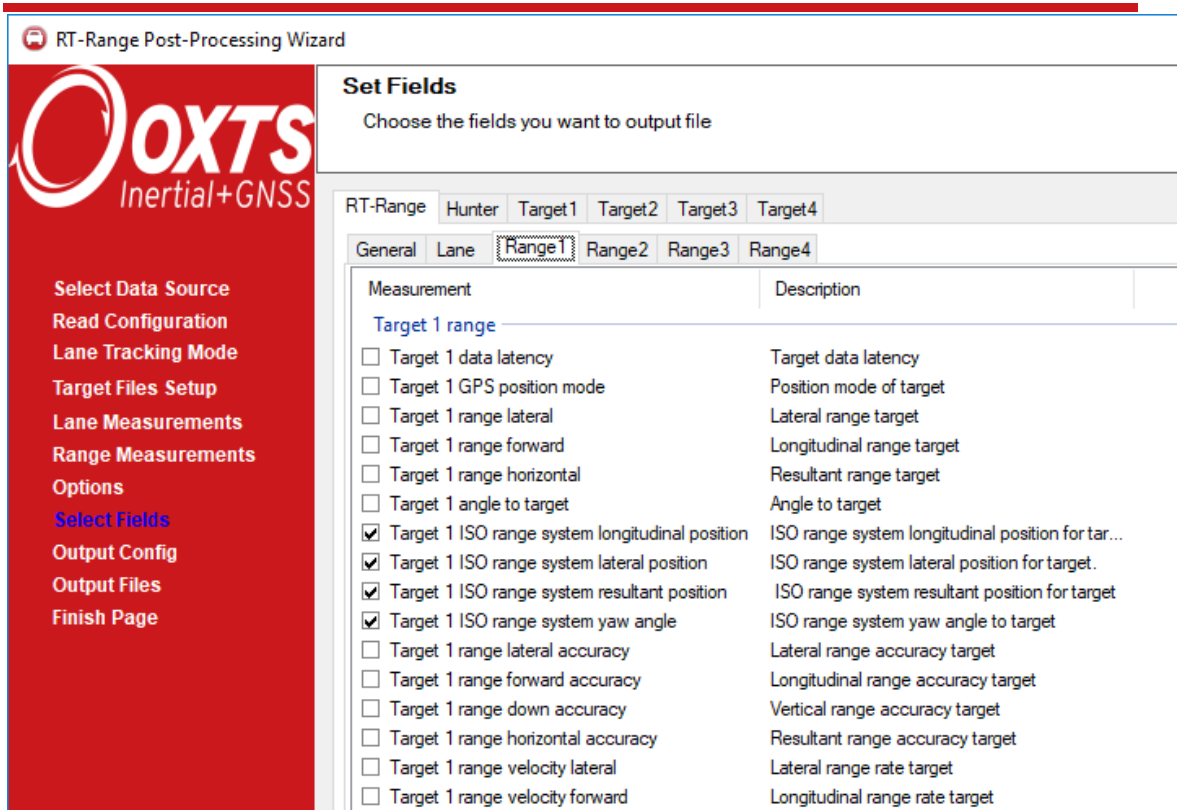 RT-Range Post-Processing Wizard
OXTS
Inertial+GNSS
Select Data Source
Read Configuration
Lane Tracking Mode
Target Files Setup
Lane Measurements
Range Measurements
Options
Select Fields
Output Config
Output Files
Finish Page
Set Fields
Choose the fields you want to output file
RT-Range Hunter Target1 Target2 Target3 Target4
General Lane Range1 Range2 Range3 Range4
Measurement Description
Target 1 range
Target 1 data latency Target data latency
Target 1 GPS position mode Position mode of target
Target 1 range lateral Lateral range target
Target 1 range forward Longitudinal range target
Target 1 range horizontal Resultant range target
Target 1 angle to target Angle to target
Target 1 ISO range system longitudinal position ISO range system longitudinal position for tar...
Target 1 ISO range system lateral position ISO range system lateral position for target.
Target 1 ISO range system resultant position ISO range system resultant position for target
Target 1 ISO range system yaw angle ISO range system yaw angle to target
Target 1 range lateral accuracy Lateral range accuracy target
Target 1 range forward accuracy Longitudinal range accuracy target
Target 1 range down accuracy Vertical range accuracy target
Target 1 range horizontal accuracy Resultant range accuracy target
Target 1 range velocity lateral Lateral range rate target
Target 1 range velocity forward Longitudinal range rate target